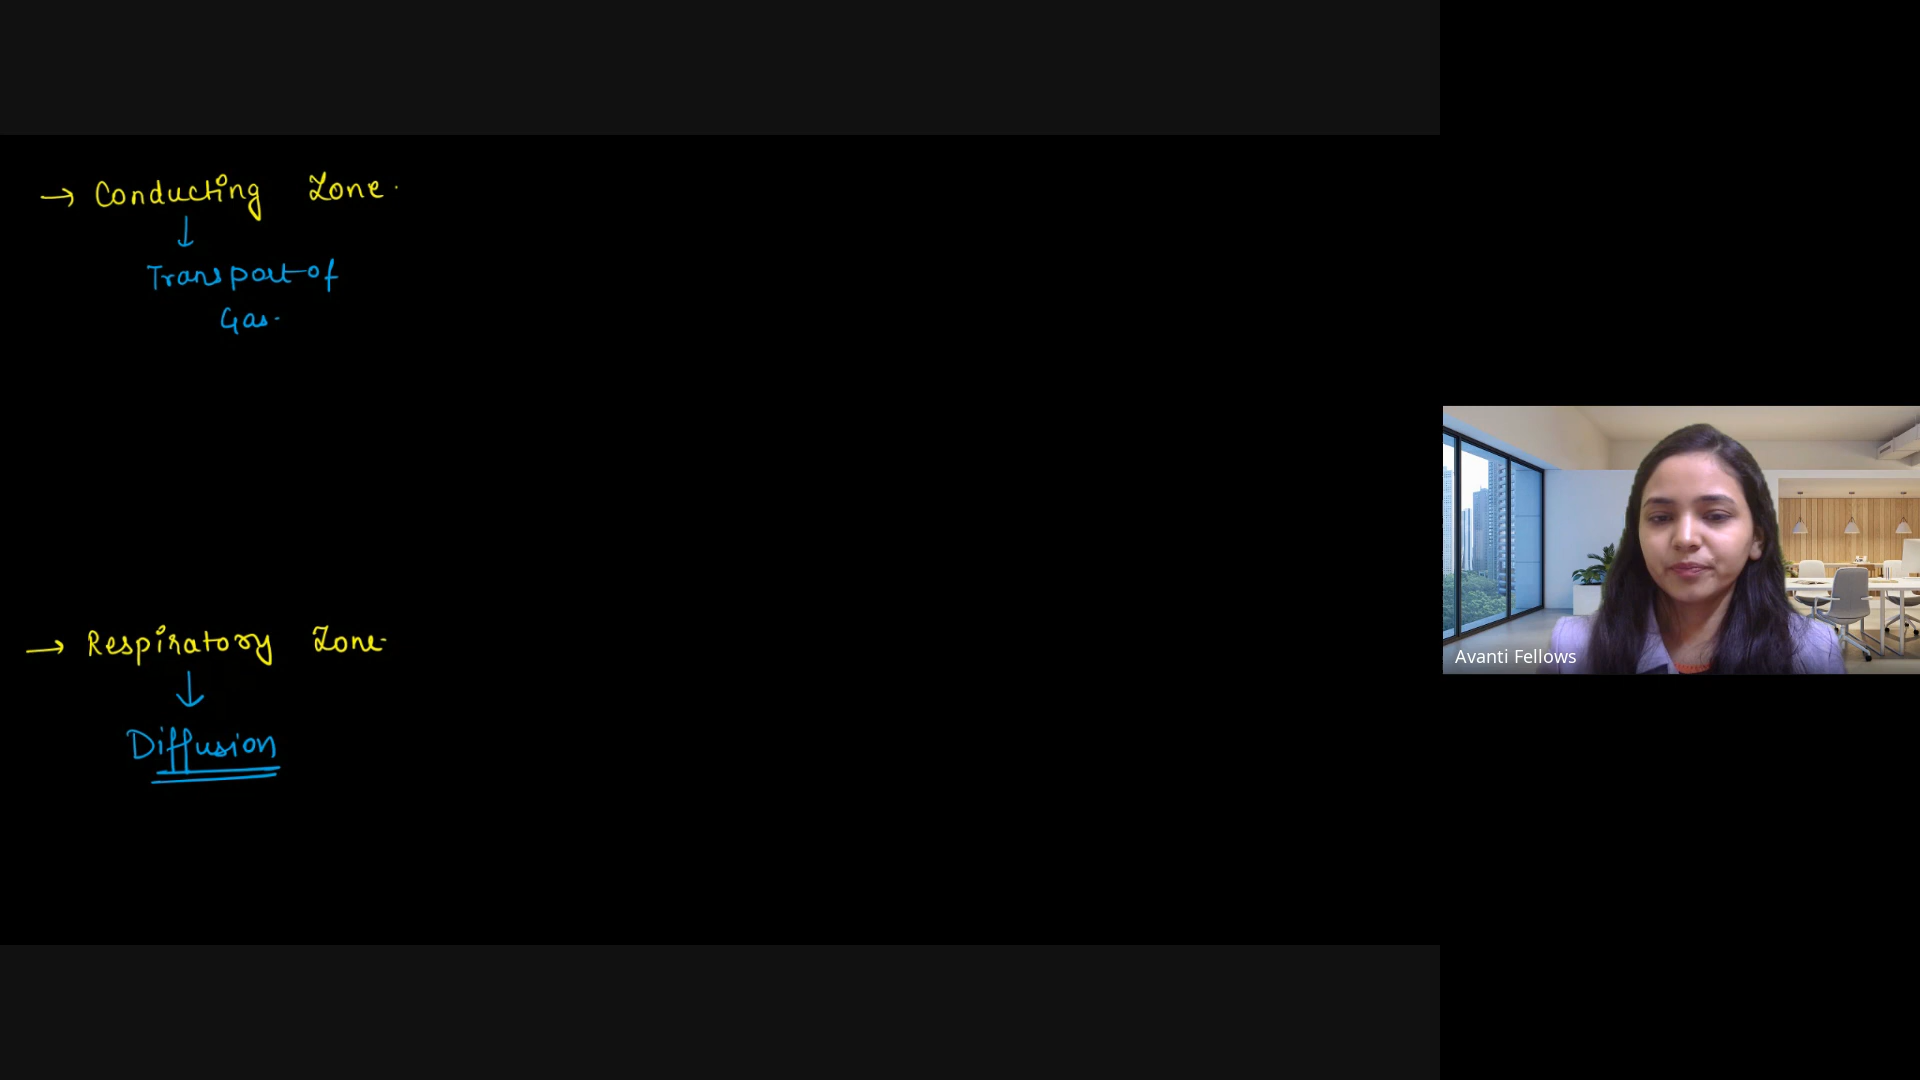 → Conducting Zone.
↓
Transport of
Gas.
→ Respiratory Zone.
↓
Diffusion
Avanti Fellows